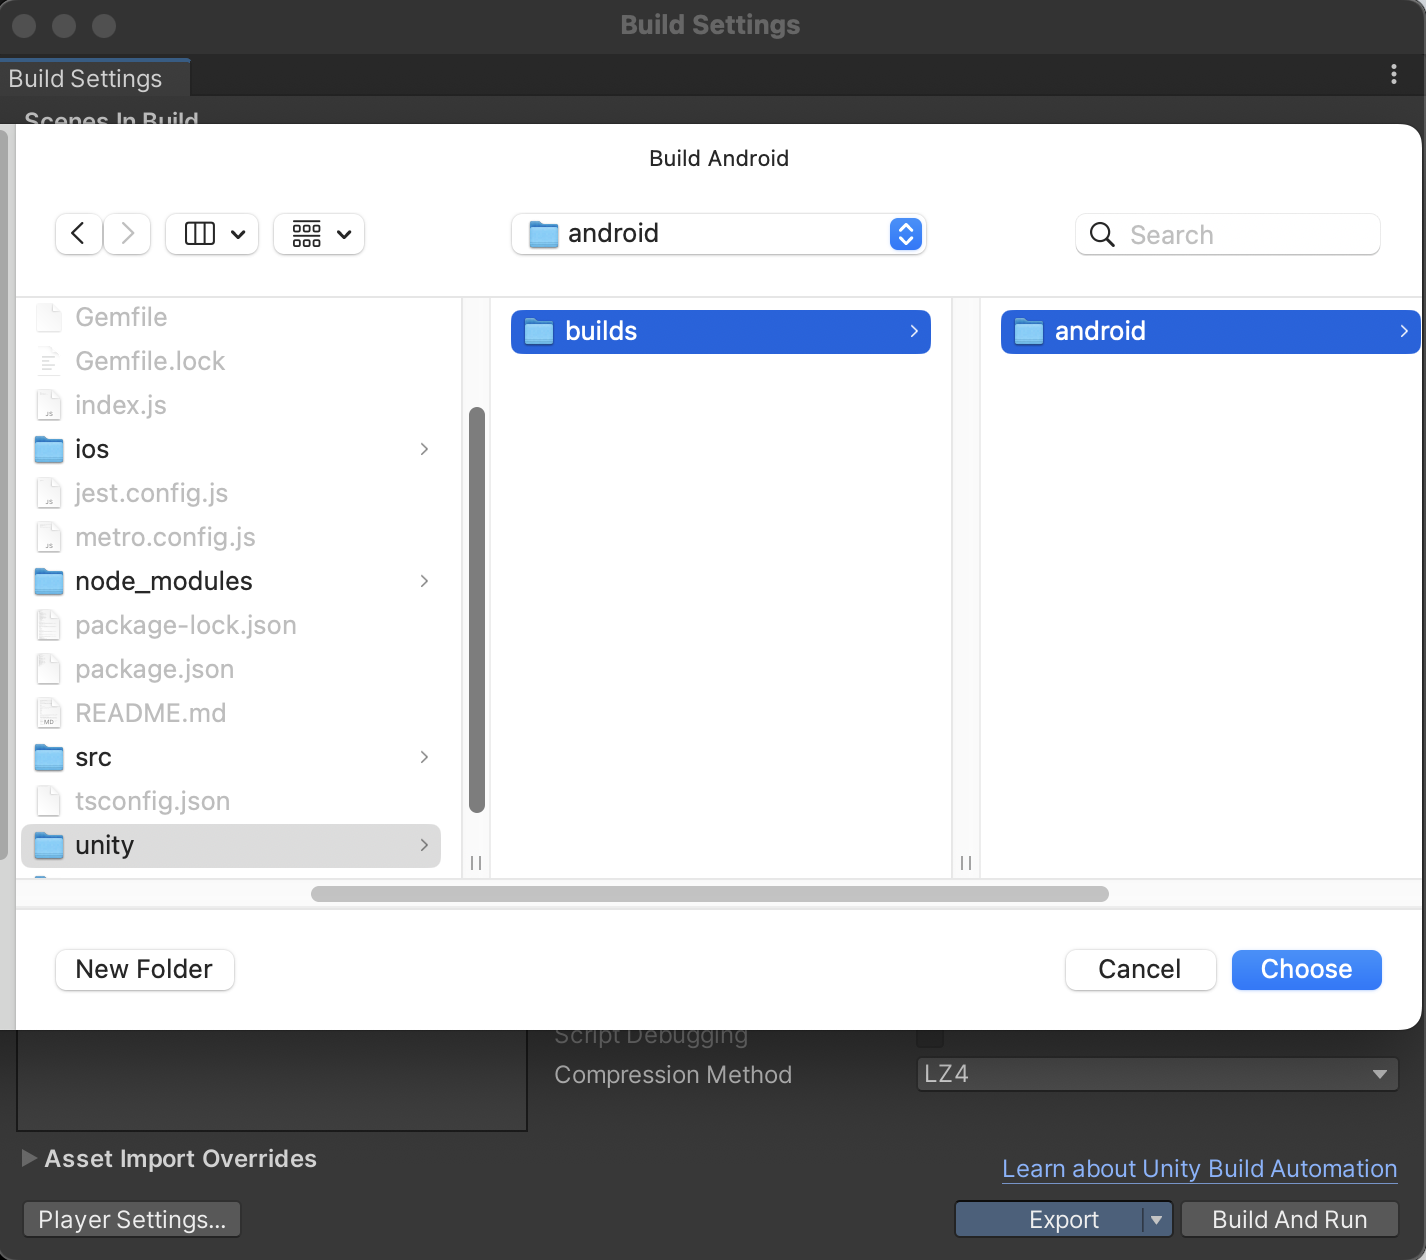 Build Settings
Build Settings
Scenes In Build
Build Android
android
Search
Gemfile
Gemfile.lock
index.js
ios
jest.config.js
metro.config.js
node_modules
package-lock.json
package.json
README.md
src
tsconfig.json
unity
builds
android
New Folder
Cancel
Choose
Script Debugging
Compression Method
LZ4
Asset Import Overrides
Learn about Unity Build Automation
Player Settings...
Export
Build And Run